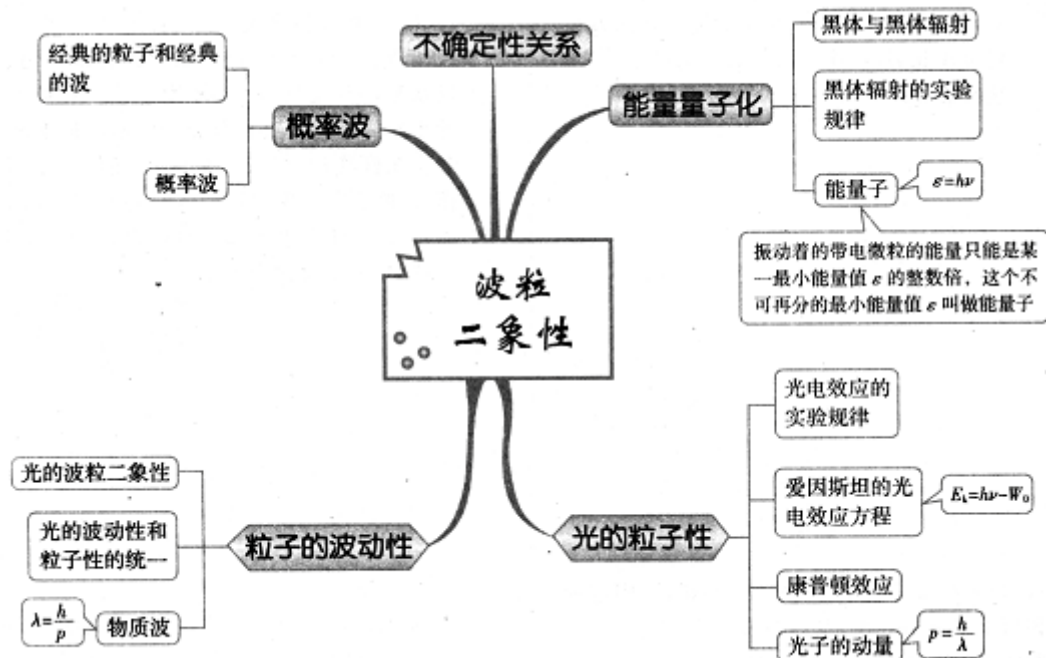 不确定性关系
经典的粒子和经典
的波
概率波
概率波
能量量子化
黑体与黑体辐射
黑体辐射的实验
规律
能量子
ε=hν
振动着的带电微粒的能量只能是某
一最小能量值 ε 的整数倍，这个不
可再分的最小能量值 ε 叫做能量子
波粒
二象性
光的波粒二象性
光的波动性和
粒子性的统一
物质波
λ=h/p
粒子的波动性
光的粒子性
光电效应的
实验规律
爱因斯坦的光
电效应方程
Eₖ=hν-W₀
康普顿效应
光子的动量
p=h/λ